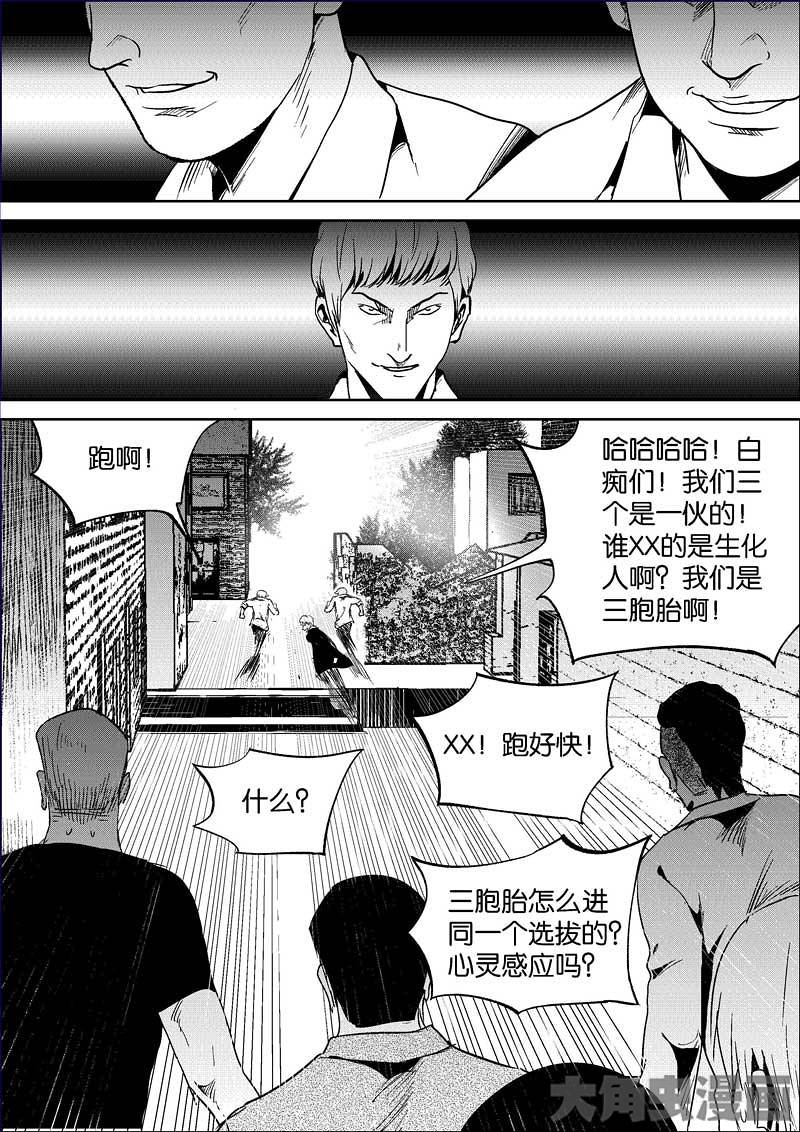 跑啊！
哈哈哈哈！白
痴们！我们三
个是一伙的！
谁XX的是生化
人啊？我们是
三胞胎啊！
XX！跑好快！
什么？
三胞胎怎么进
同一个选拔的？
心灵感应吗？
大角虫漫画